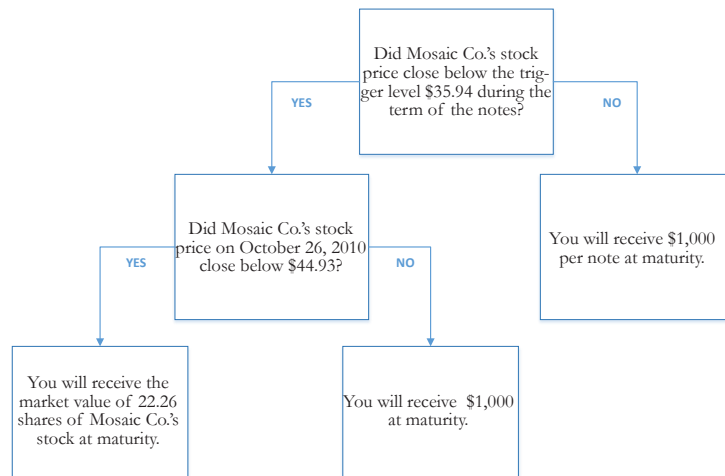 Did Mosaic Co.'s stock
price close below the trig-
ger level $35.94 during the
term of the notes?
YES
NO
Did Mosaic Co.'s stock
price on October 26, 2010
close below $44.93?
You will receive $1,000
per note at maturity.
YES
NO
You will receive the
market value of 22.26
shares of Mosaic Co.'s
stock at maturity.
You will receive $1,000
at maturity.